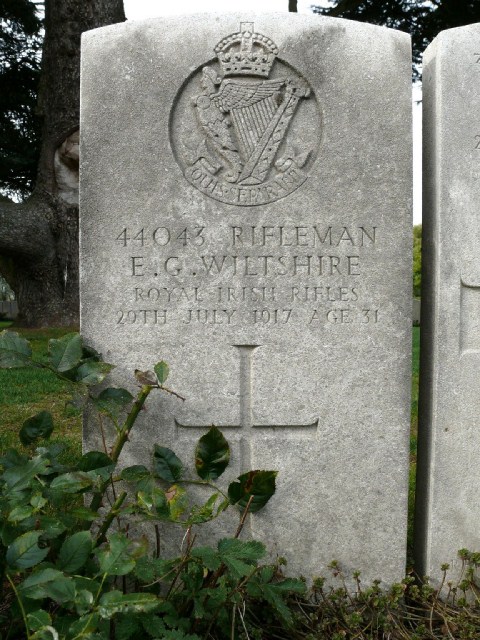 QUIS SEPARABIT
44043 RIFLEMAN
E.G. WILTSHIRE
ROYAL IRISH RIFLES
29TH JULY 1917 AGE 31